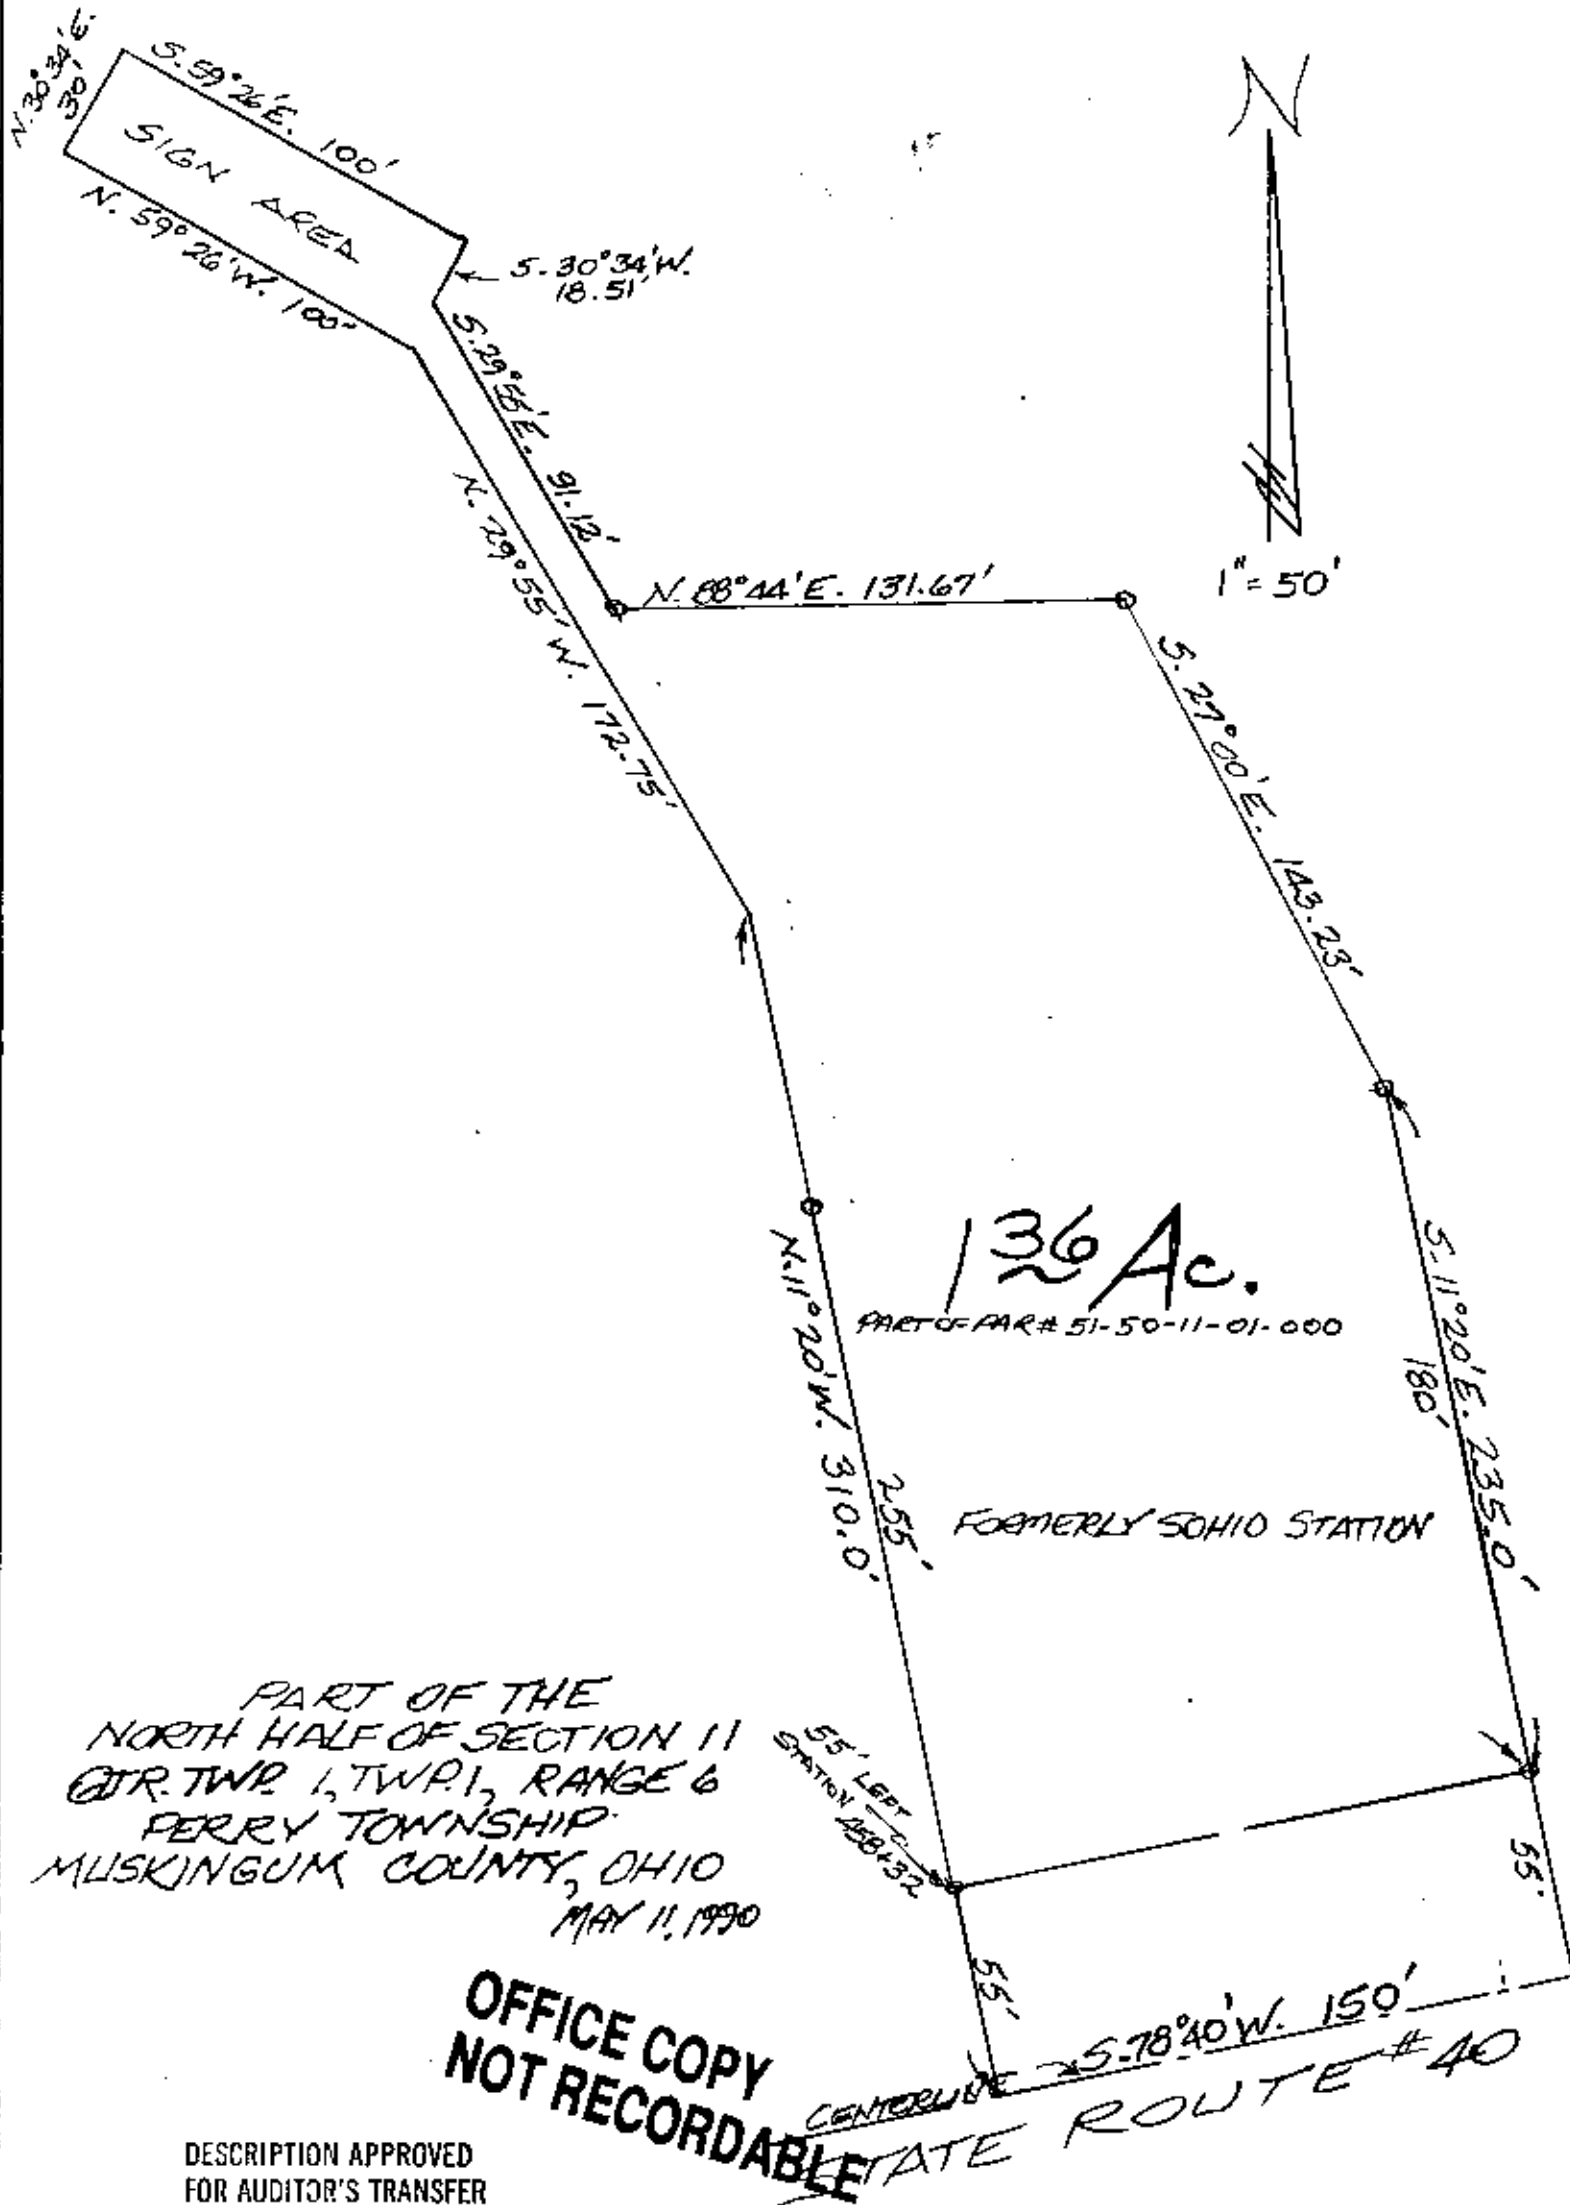 N. 30°34'E.
30'
S. 59°26'E. 100'
SIGN AREA
N. 59°26'W. 100'
S. 30°34'W.
18.51'
N
1" = 50'
S. 29°55'E. 91.12'
N. 29°55'W. 172.75'
N. 88°44'E. 131.67'
S. 27°00'E. 143.23'
1 36 Ac.
PART OF PAR# 51-50-11-01-000
N. 11°20'W. 310.0'
255'
S. 11°20'E. 235.0'
180'
FORMERLY SOHIO STATION
PART OF THE
NORTH HALF OF SECTION 11
QTR. TWP. 1, TWP. 1, RANGE 6
PERRY TOWNSHIP
MUSKINGUM COUNTY, OHIO
MAY 11, 1990
55' LEFT
STATION 458+32
55'
55'
CENTERLINE S. 78°40'W. 150'
STATE ROUTE #40
OFFICE COPY
NOT RECORDABLE
DESCRIPTION APPROVED
FOR AUDITOR'S TRANSFER